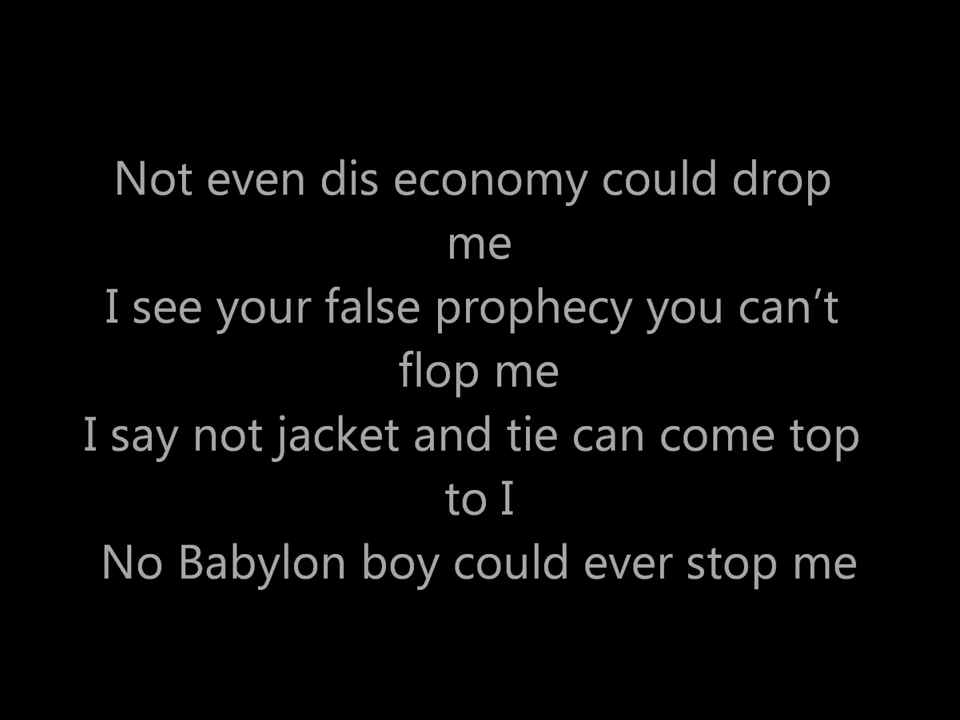 Not even dis economy could drop
me
I see your false prophecy you can't
flop me
I say not jacket and tie can come top
to I
No Babylon boy could ever stop me